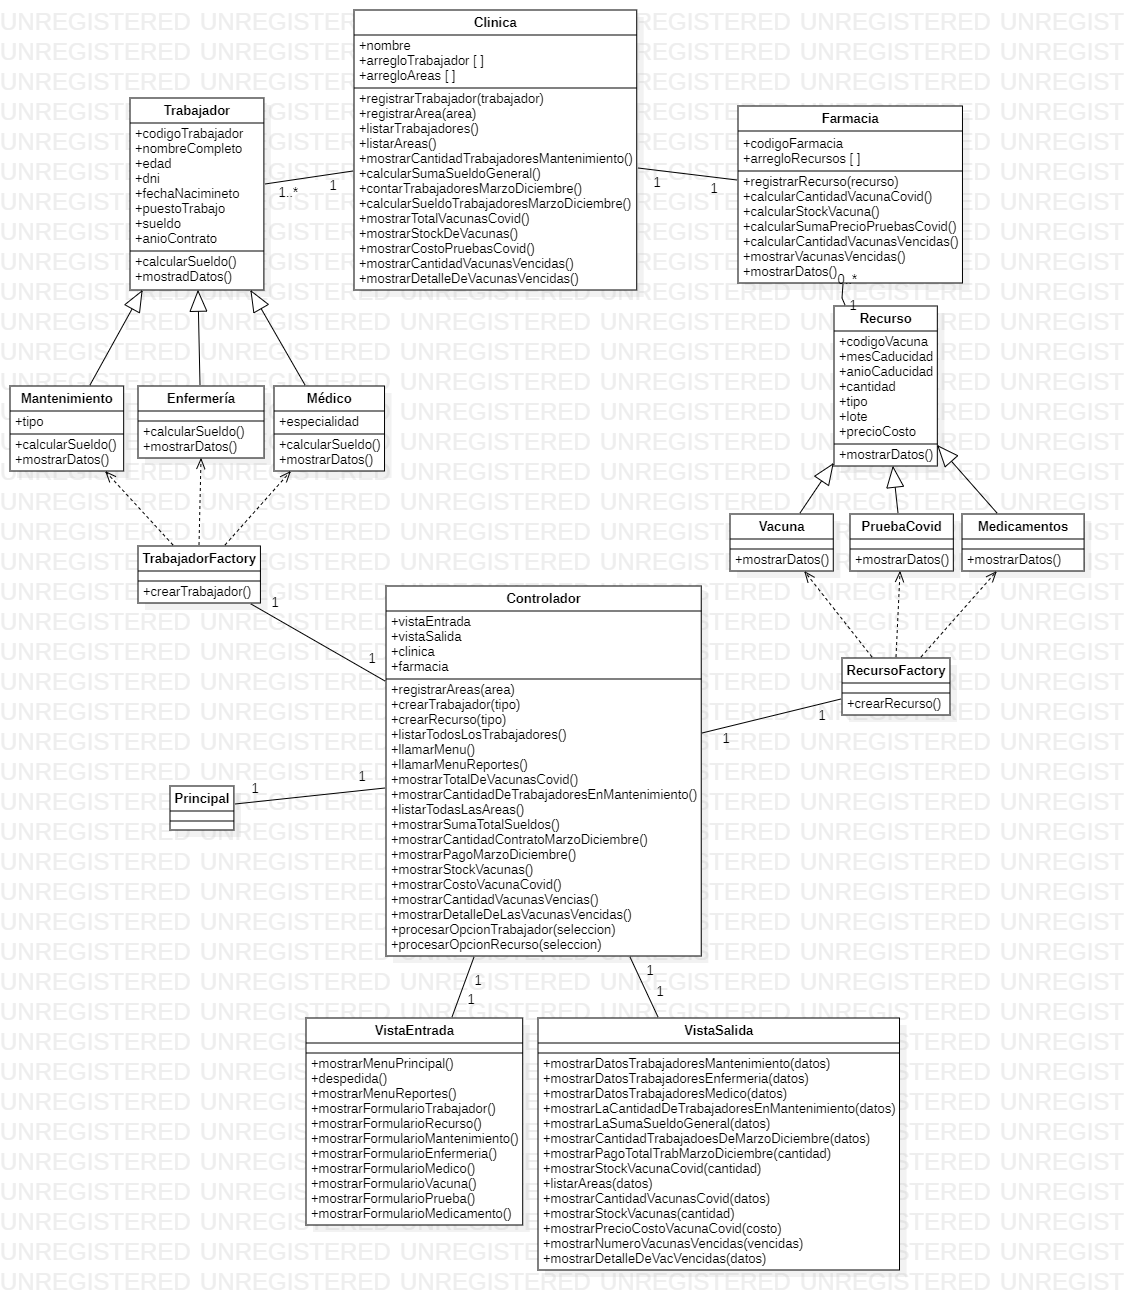 Clinica
+nombre
+arregloTrabajador [ ]
+arregloAreas [ ]
+registrarTrabajador(trabajador)
+registrarArea(area)
+listarTrabajadores()
+listarAreas()
+mostrarCantidadTrabajadoresMantenimiento()
+calcularSumaSueldoGeneral()
+contarTrabajadoresMarzoDiciembre()
+calcularSueldoTrabajadoresMarzoDiciembre()
+mostrarTotalVacunasCovid()
+mostrarStockDeVacunas()
+mostrarCostoPruebasCovid()
+mostrarCantidadVacunasVencidas()
+mostrarDetalleDeVacunasVencidas()
Trabajador
+codigoTrabajador
+nombreCompleto
+edad
+dni
+fechaNacimineto
+puestoTrabajo
+sueldo
+anioContrato
+calcularSueldo()
+mostradDatos()
1..*
1
Farmacia
+codigoFarmacia
+arregloRecursos [ ]
+registrarRecurso(recurso)
+calcularCantidadVacunaCovid()
+calcularStockVacuna()
+calcularSumaPrecioPruebasCovid()
+calcularCantidadVacunasVencidas()
+mostrarVacunasVencidas()
+mostrarDatos()
1
1
0..*
1
Recurso
+codigoVacuna
+mesCaducidad
+anioCaducidad
+cantidad
+tipo
+lote
+precioCosto
+mostrarDatos()
Mantenimiento
+tipo
+calcularSueldo()
+mostrarDatos()
Enfermería
+calcularSueldo()
+mostrarDatos()
Médico
+especialidad
+calcularSueldo()
+mostrarDatos()
Vacuna
+mostrarDatos()
PruebaCovid
+mostrarDatos()
Medicamentos
+mostrarDatos()
TrabajadorFactory
+crearTrabajador()
1
1
RecursoFactory
+crearRecurso()
1
1
Controlador
+vistaEntrada
+vistaSalida
+clinica
+farmacia
+registrarAreas(area)
+crearTrabajador(tipo)
+crearRecurso(tipo)
+listarTodosLosTrabajadores()
+llamarMenu()
+llamarMenuReportes()
+mostrarTotalDeVacunasCovid()
+mostrarCantidadDeTrabajadoresEnMantenimiento()
+listarTodasLasAreas()
+mostrarSumaTotalSueldos()
+mostrarCantidadContratoMarzoDiciembre()
+mostrarPagoMarzoDiciembre()
+mostrarStockVacunas()
+mostrarCostoVacunaCovid()
+mostrarCantidadVacunasVencias()
+mostrarDetalleDeLasVacunasVencidas()
+procesarOpcionTrabajador(seleccion)
+procesarOpcionRecurso(seleccion)
Principal
1
1
1
1
1
1
VistaEntrada
+mostrarMenuPrincipal()
+despedida()
+mostrarMenuReportes()
+mostrarFormularioTrabajador()
+mostrarFormularioRecurso()
+mostrarFormularioMantenimiento()
+mostrarFormularioEnfermeria()
+mostrarFormularioMedico()
+mostrarFormularioVacuna()
+mostrarFormularioPrueba()
+mostrarFormularioMedicamento()
VistaSalida
+mostrarDatosTrabajadoresMantenimiento(datos)
+mostrarDatosTrabajadoresEnfermeria(datos)
+mostrarDatosTrabajadoresMedico(datos)
+mostrarLaCantidadDeTrabajadoresEnMantenimiento(datos)
+mostrarLaSumaSueldoGeneral(datos)
+mostrarCantidadTrabajadoesDeMarzoDiciembre(datos)
+mostrarPagoTotalTrabMarzoDiciembre(cantidad)
+mostrarStockVacunaCovid(cantidad)
+listarAreas(datos)
+mostrarCantidadVacunasCovid(datos)
+mostrarStockVacunas(cantidad)
+mostrarPrecioCostoVacunaCovid(costo)
+mostrarNumeroVacunasVencidas(vencidas)
+mostrarDetalleDeVacVencidas(datos)
UNREGISTERED